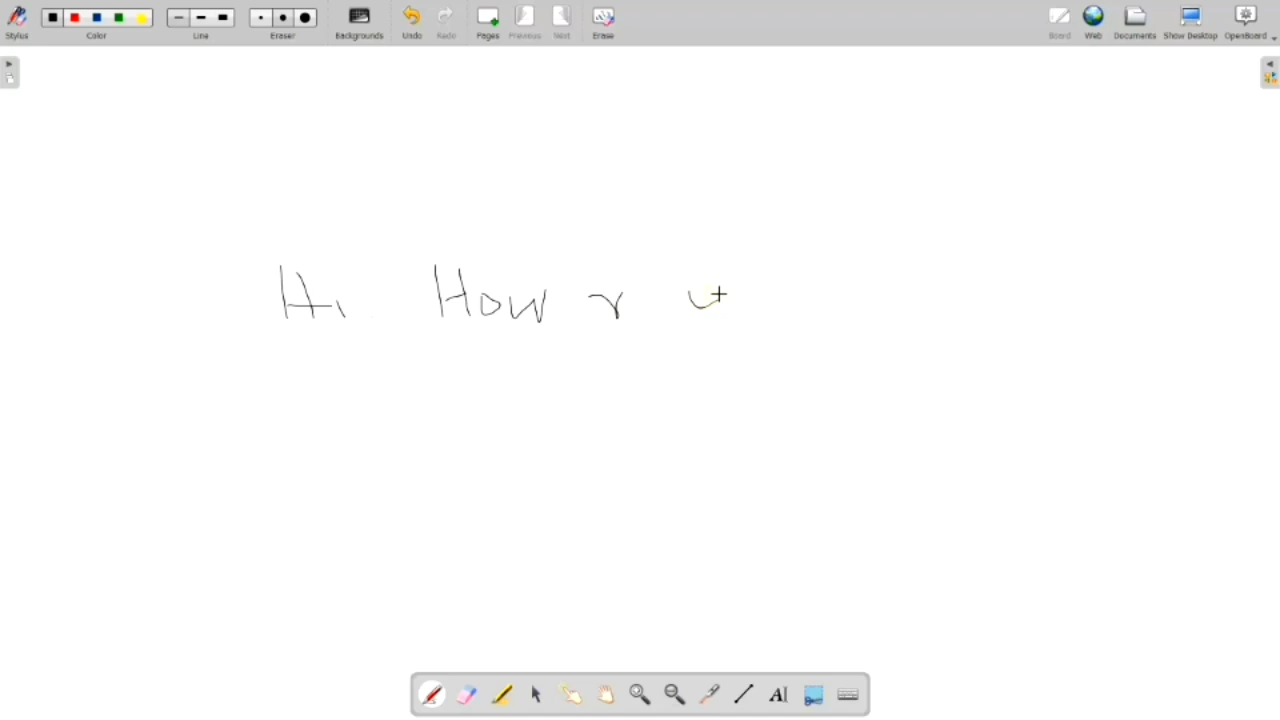 Stylus
Color
Line
Eraser
Backgrounds
Undo
Redo
Pages
Previous
Next
Erase
Board
Web
Documents
Show Desktop
OpenBoard
Hi How r u
AI